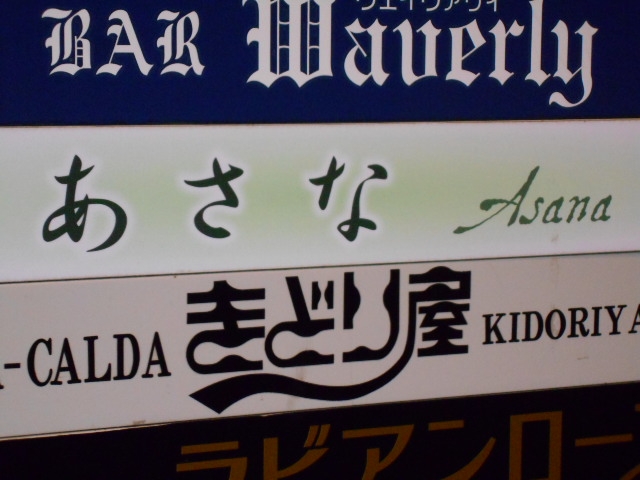 ウェイヴァリィ
BAR Waverly
あさな Asana
-CALDA きどり屋 KIDORIYA
ラビアンロー